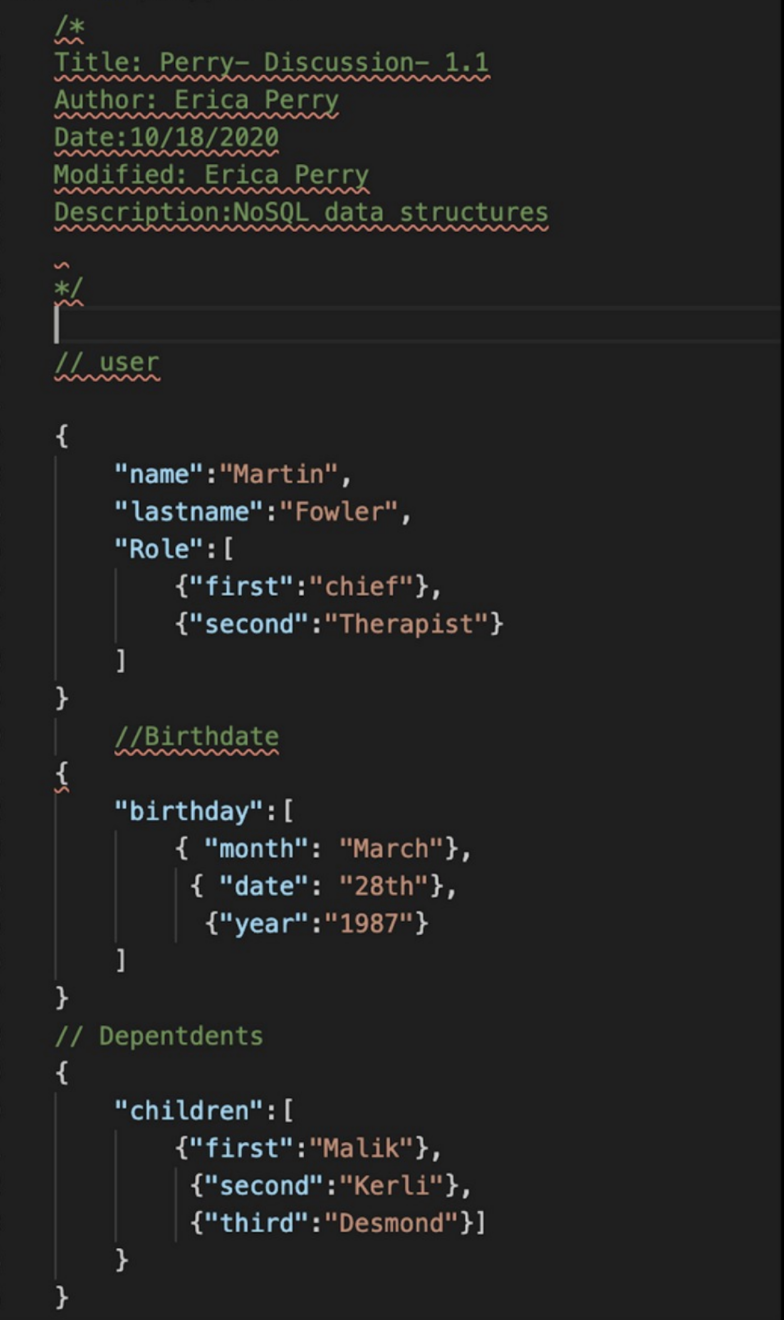 /*
Title: Perry– Discussion– 1.1
Author: Erica Perry
Date:10/18/2020
Modified: Erica Perry
Description:NoSQL data structures
*/
// user
{
    "name":"Martin",
    "lastname":"Fowler",
    "Role":[
        {"first":"chief"},
        {"second":"Therapist"}
    ]
}
    //Birthdate
{
    "birthday":[
        { "month": "March"},
         { "date": "28th"},
          {"year":"1987"}
    ]
}
// Depentdents
{
    "children":[
        {"first":"Malik"},
         {"second":"Kerli"},
         {"third":"Desmond"}]
    }
}